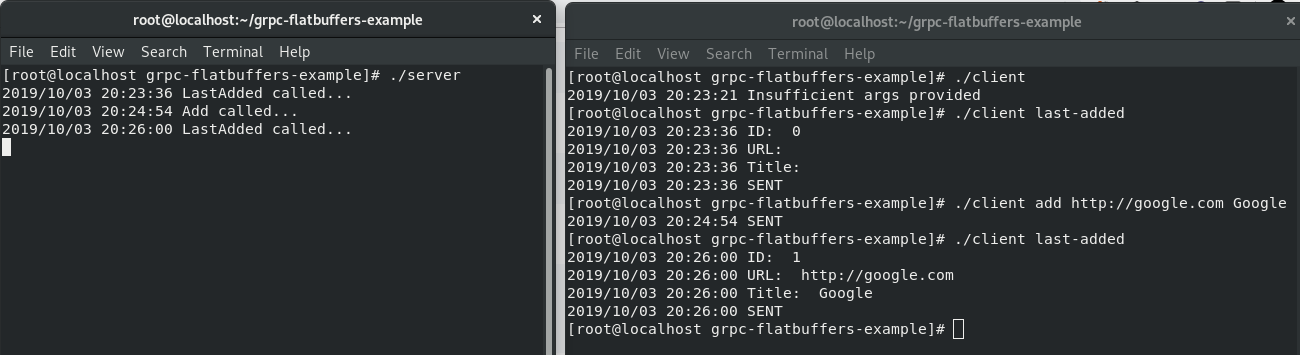 root@localhost:~/grpc-flatbuffers-example ×
File Edit View Search Terminal Help
[root@localhost grpc-flatbuffers-example]# ./server
2019/10/03 20:23:36 LastAdded called...
2019/10/03 20:24:54 Add called...
2019/10/03 20:26:00 LastAdded called...
root@localhost:~/grpc-flatbuffers-example ×
File Edit View Search Terminal Help
[root@localhost grpc-flatbuffers-example]# ./client
2019/10/03 20:23:21 Insufficient args provided
[root@localhost grpc-flatbuffers-example]# ./client last-added
2019/10/03 20:23:36 ID:  0
2019/10/03 20:23:36 URL:
2019/10/03 20:23:36 Title:
2019/10/03 20:23:36 SENT
[root@localhost grpc-flatbuffers-example]# ./client add http://google.com Google
2019/10/03 20:24:54 SENT
[root@localhost grpc-flatbuffers-example]# ./client last-added
2019/10/03 20:26:00 ID:  1
2019/10/03 20:26:00 URL:  http://google.com
2019/10/03 20:26:00 Title:  Google
2019/10/03 20:26:00 SENT
[root@localhost grpc-flatbuffers-example]#